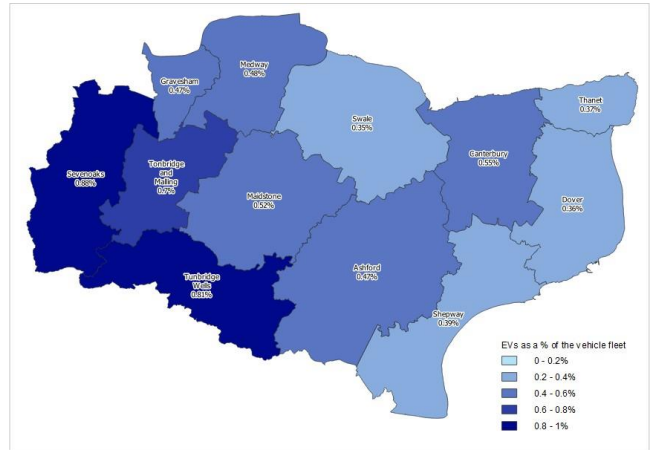 Medway
0.48%
Gravesham
0.47%
Thanet
0.37%
Swale
0.35%
Canterbury
0.55%
Tonbridge
and
Malling
0.7%
Sevenoaks
0.88%
Maidstone
0.52%
Dover
0.36%
Ashford
0.47%
Tunbridge
Wells
0.81%
Shepway
0.39%
EVs as a % of the vehicle fleet
0 - 0.2%
0.2 - 0.4%
0.4 - 0.6%
0.6 - 0.8%
0.8 - 1%